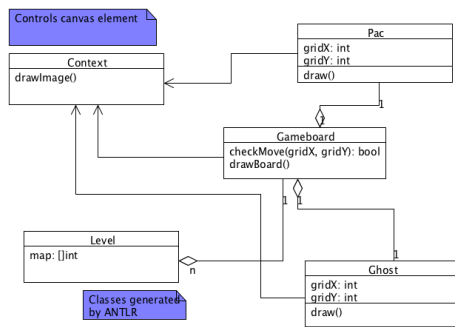 Controls canvas element
Context
drawImage()
Pac
gridX: int
gridY: int
draw()
1
1
Gameboard
checkMove(gridX, gridY): bool
drawBoard()
1
1
Level
map: []int
n
1
Classes generated
by ANTLR
Ghost
gridX: int
gridY: int
draw()